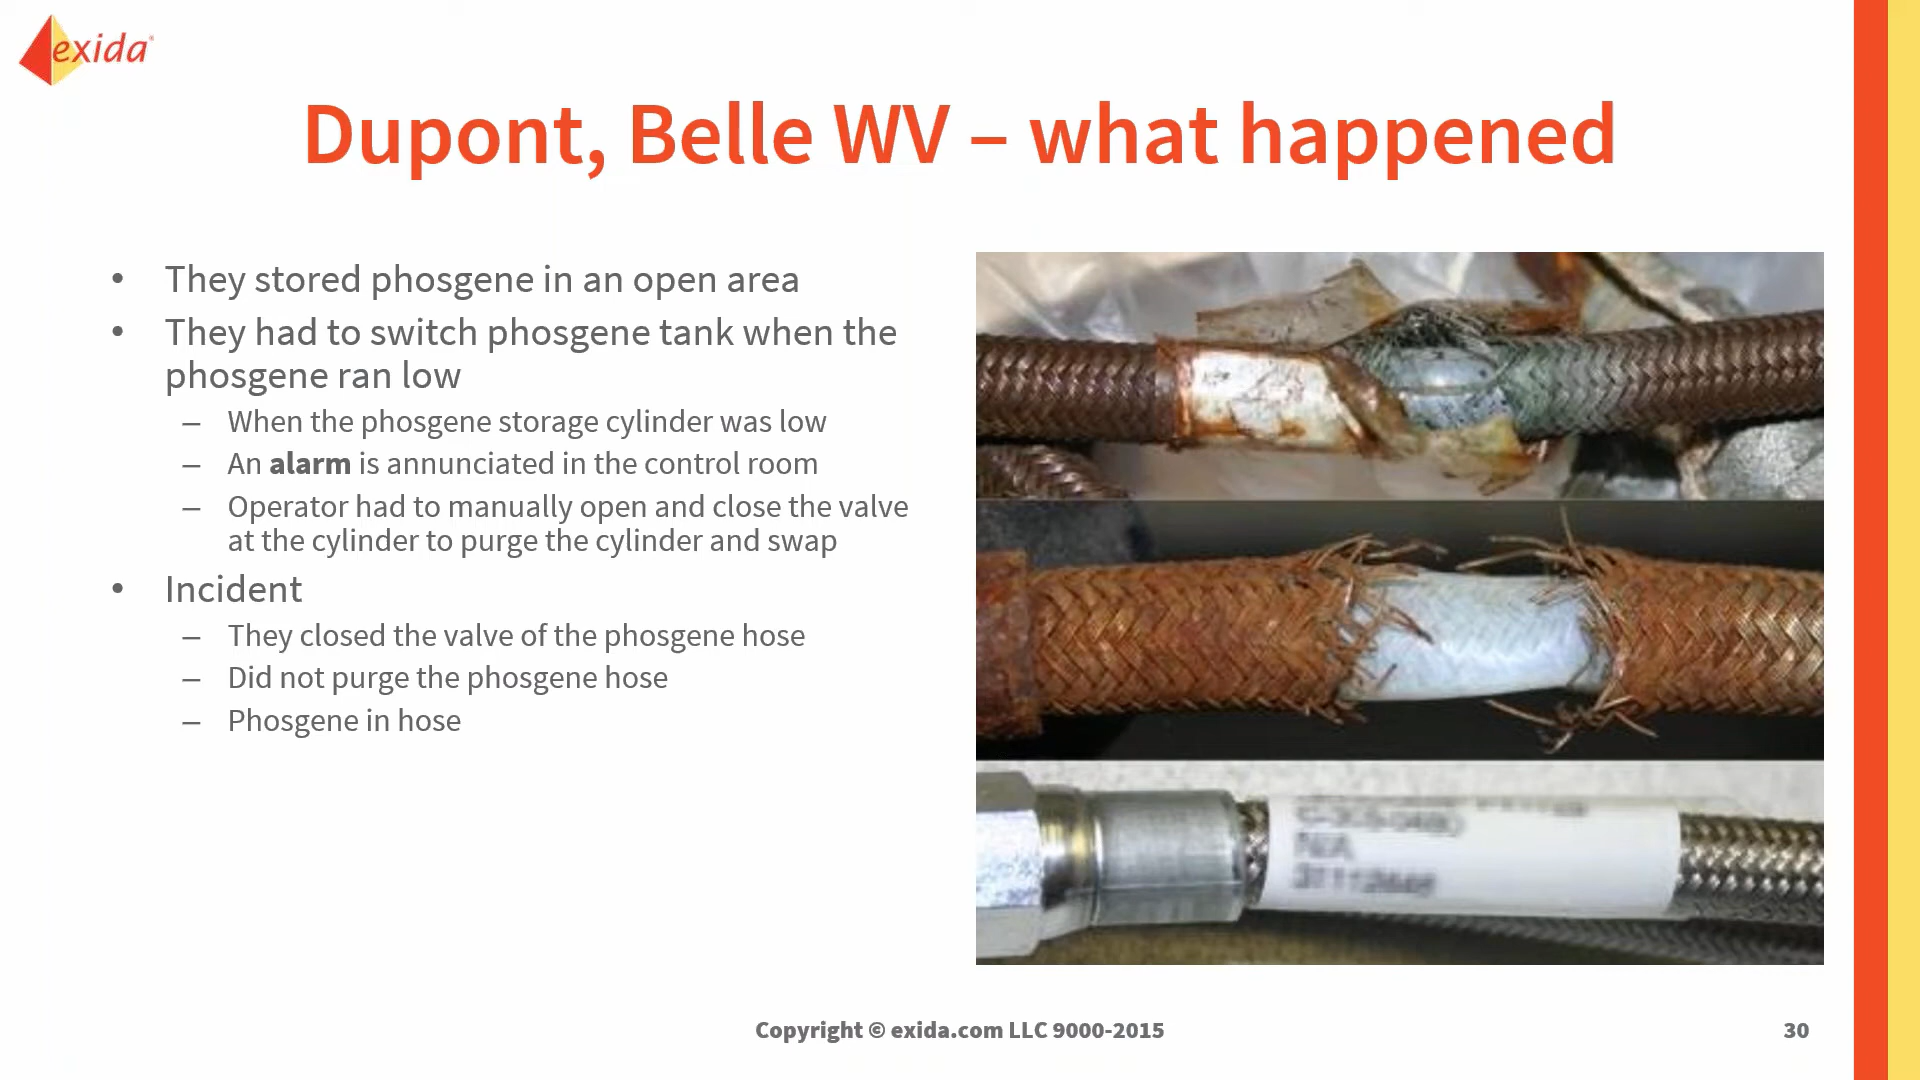 exida
Dupont, Belle WV – what happened
• They stored phosgene in an open area
• They had to switch phosgene tank when the
phosgene ran low
– When the phosgene storage cylinder was low
– An alarm is annunciated in the control room
– Operator had to manually open and close the valve
at the cylinder to purge the cylinder and swap
• Incident
– They closed the valve of the phosgene hose
– Did not purge the phosgene hose
– Phosgene in hose
N/A
Copyright © exida.com LLC 9000-2015
30